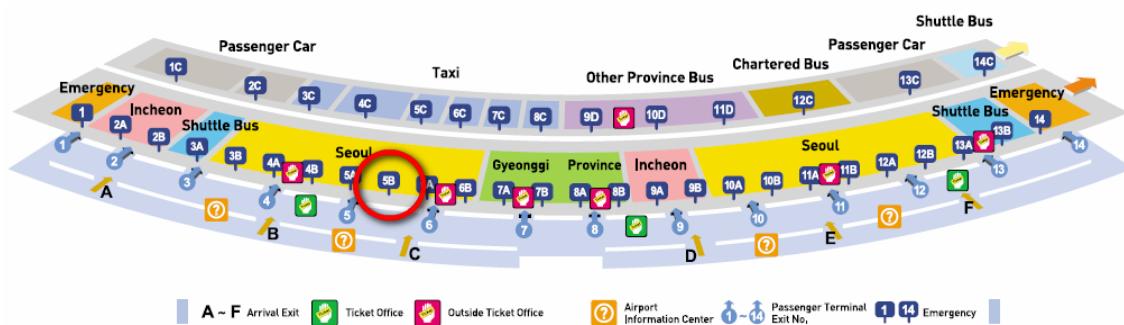 Shuttle Bus
Passenger Car
Passenger Car
Chartered Bus
Taxi
Other Province Bus
1C
2C
3C
4C
5C
6C
7C
8C
9D
10D
11D
12C
13C
14C
Emergency
Emergency
Incheon
Shuttle Bus
Seoul
Gyeonggi Province
Incheon
Seoul
Shuttle Bus
1
2A
2B
3A
3B
4A
4B
5A
5B
6B
7A
7B
8A
8B
9A
9B
10A
10B
11A
11B
12A
12B
13A
13B
14
1
2
3
4
5
6
7
8
9
10
11
12
13
14
A
B
C
D
E
F
A ~ F Arrival Exit
Ticket Office
Outside Ticket Office
? Airport Information Center
1 ~ 14 Passenger Terminal Exit No,
1 14 Emergency